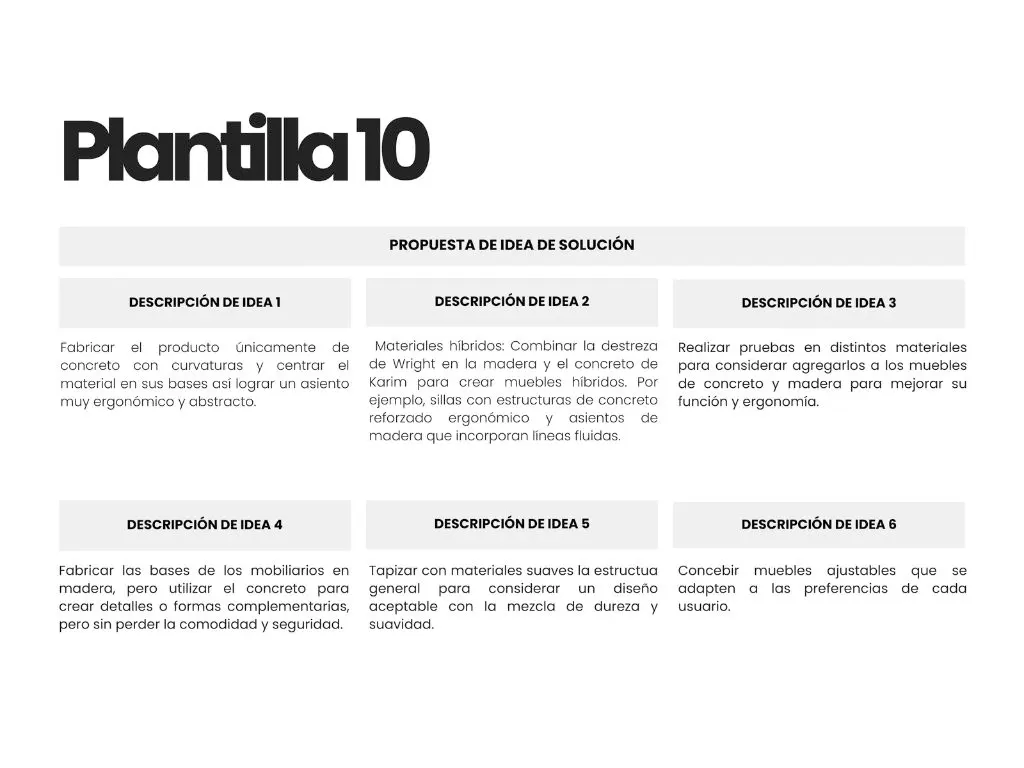 Plantilla 10
PROPUESTA DE IDEA DE SOLUCIÓN
DESCRIPCIÓN DE IDEA 1
Fabricar el producto únicamente de
concreto con curvaturas y centrar el
material en sus bases así lograr un asiento
muy ergonómico y abstracto.
DESCRIPCIÓN DE IDEA 2
Materiales híbridos: Combinar la destreza
de Wright en la madera y el concreto de
Karim para crear muebles híbridos. Por
ejemplo, sillas con estructuras de concreto
reforzado ergonómico y asientos de
madera que incorporan líneas fluidas.
DESCRIPCIÓN DE IDEA 3
Realizar pruebas en distintos materiales
para considerar agregarlos a los muebles
de concreto y madera para mejorar su
función y ergonomía.
DESCRIPCIÓN DE IDEA 4
Fabricar las bases de los mobiliarios en
madera, pero utilizar el concreto para
crear detalles o formas complementarias,
pero sin perder la comodidad y seguridad.
DESCRIPCIÓN DE IDEA 5
Tapizar con materiales suaves la estructua
general para considerar un diseño
aceptable con la mezcla de dureza y
suavidad.
DESCRIPCIÓN DE IDEA 6
Concebir muebles ajustables que se
adapten a las preferencias de cada
usuario.